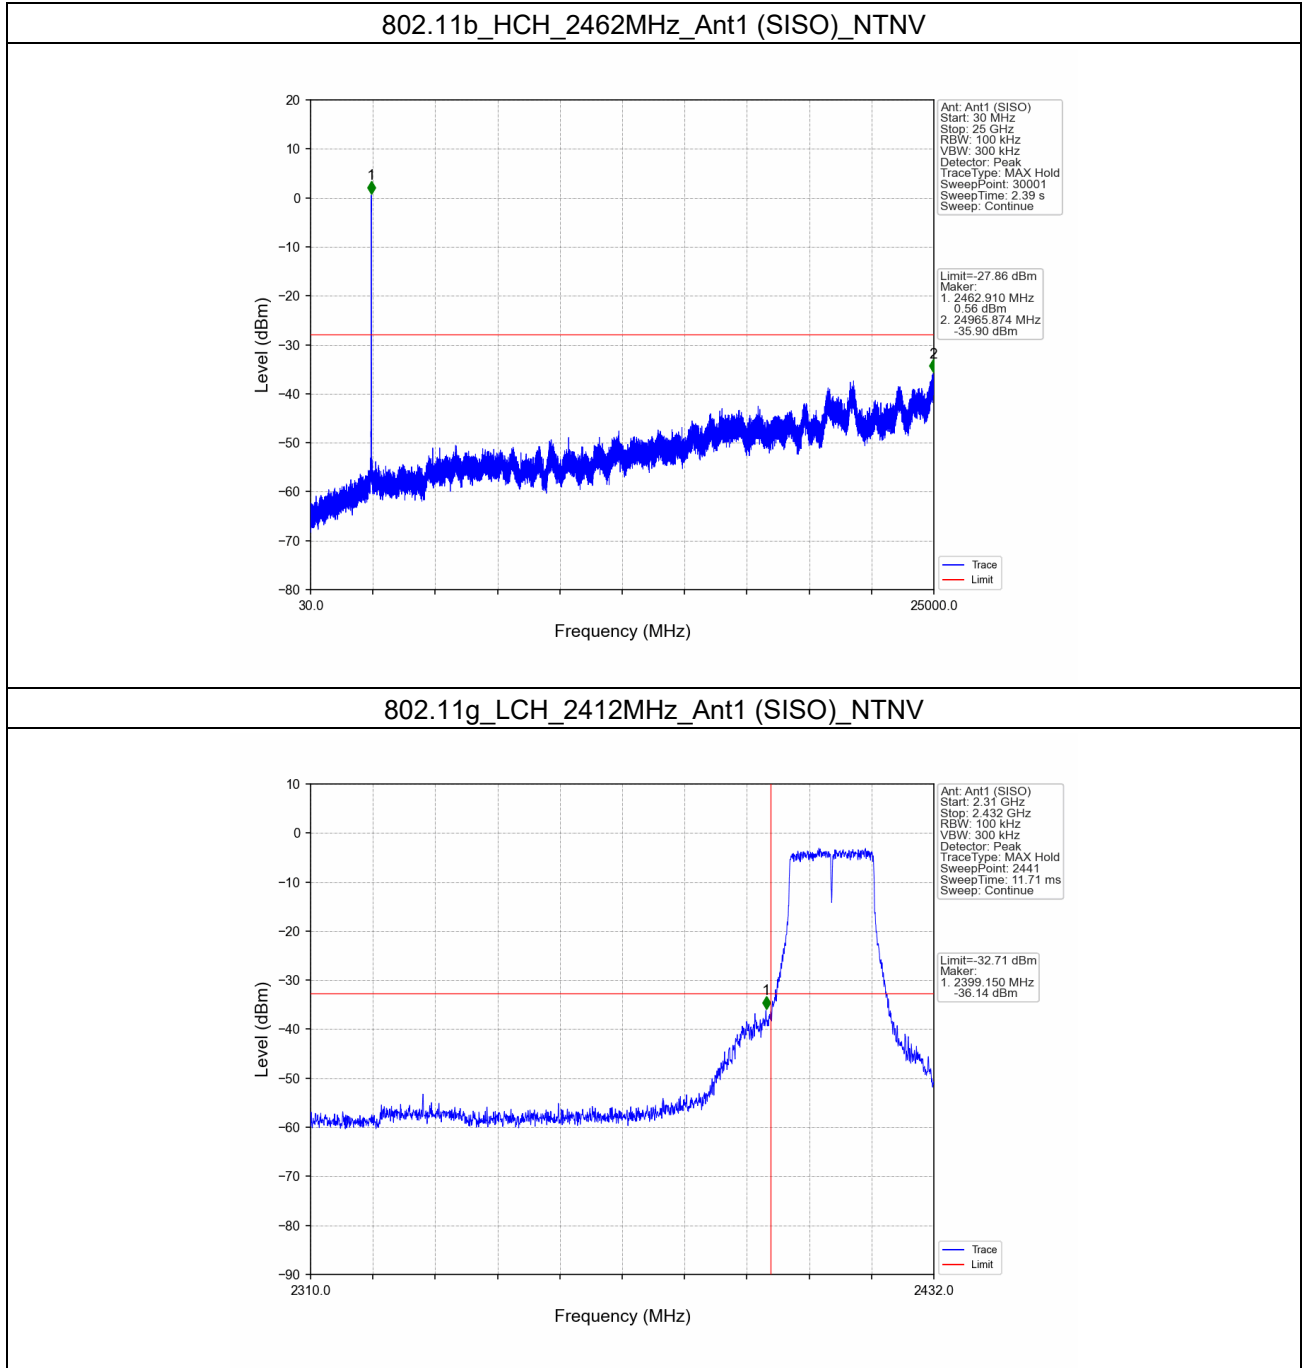 802.11b_HCH_2462MHz_Ant1 (SISO)_NTNV
20
10
0
−10
−20
−30
−40
−50
−60
−70
−80
Level (dBm)
1
2
30.0
25000.0
Frequency (MHz)
Ant: Ant1 (SISO)
Start: 30 MHz
Stop: 25 GHz
RBW: 100 kHz
VBW: 300 kHz
Detector: Peak
TraceType: MAX Hold
SweepPoint: 30001
SweepTime: 2.39 s
Sweep: Continue
Limit=-27.86 dBm
Maker:
1. 2462.910 MHz
0.56 dBm
2. 24965.874 MHz
-35.90 dBm
Trace
Limit
802.11g_LCH_2412MHz_Ant1 (SISO)_NTNV
10
0
−10
−20
−30
−40
−50
−60
−70
−80
−90
Level (dBm)
1
2310.0
2432.0
Frequency (MHz)
Ant: Ant1 (SISO)
Start: 2.31 GHz
Stop: 2.432 GHz
RBW: 100 kHz
VBW: 300 kHz
Detector: Peak
TraceType: MAX Hold
SweepPoint: 2441
SweepTime: 11.71 ms
Sweep: Continue
Limit=-32.71 dBm
Maker:
1. 2399.150 MHz
-36.14 dBm
Trace
Limit